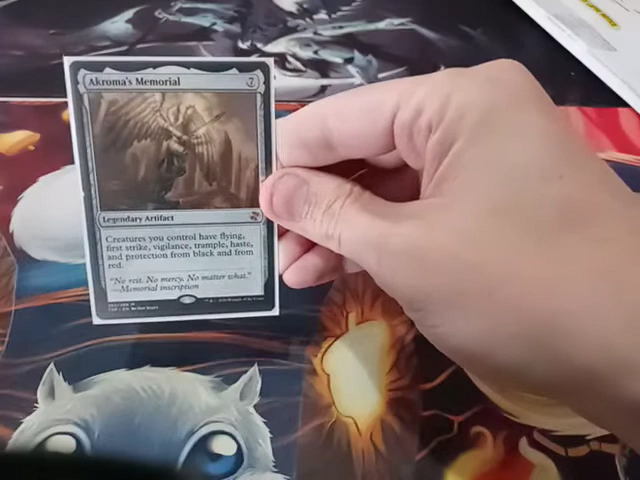 Akroma's Memorial 7
Legendary Artifact
Creatures you control have flying,
first strike, vigilance, trample, haste,
and protection from black and from
red.
"No rest. No mercy. No matter what."
—Memorial inscription